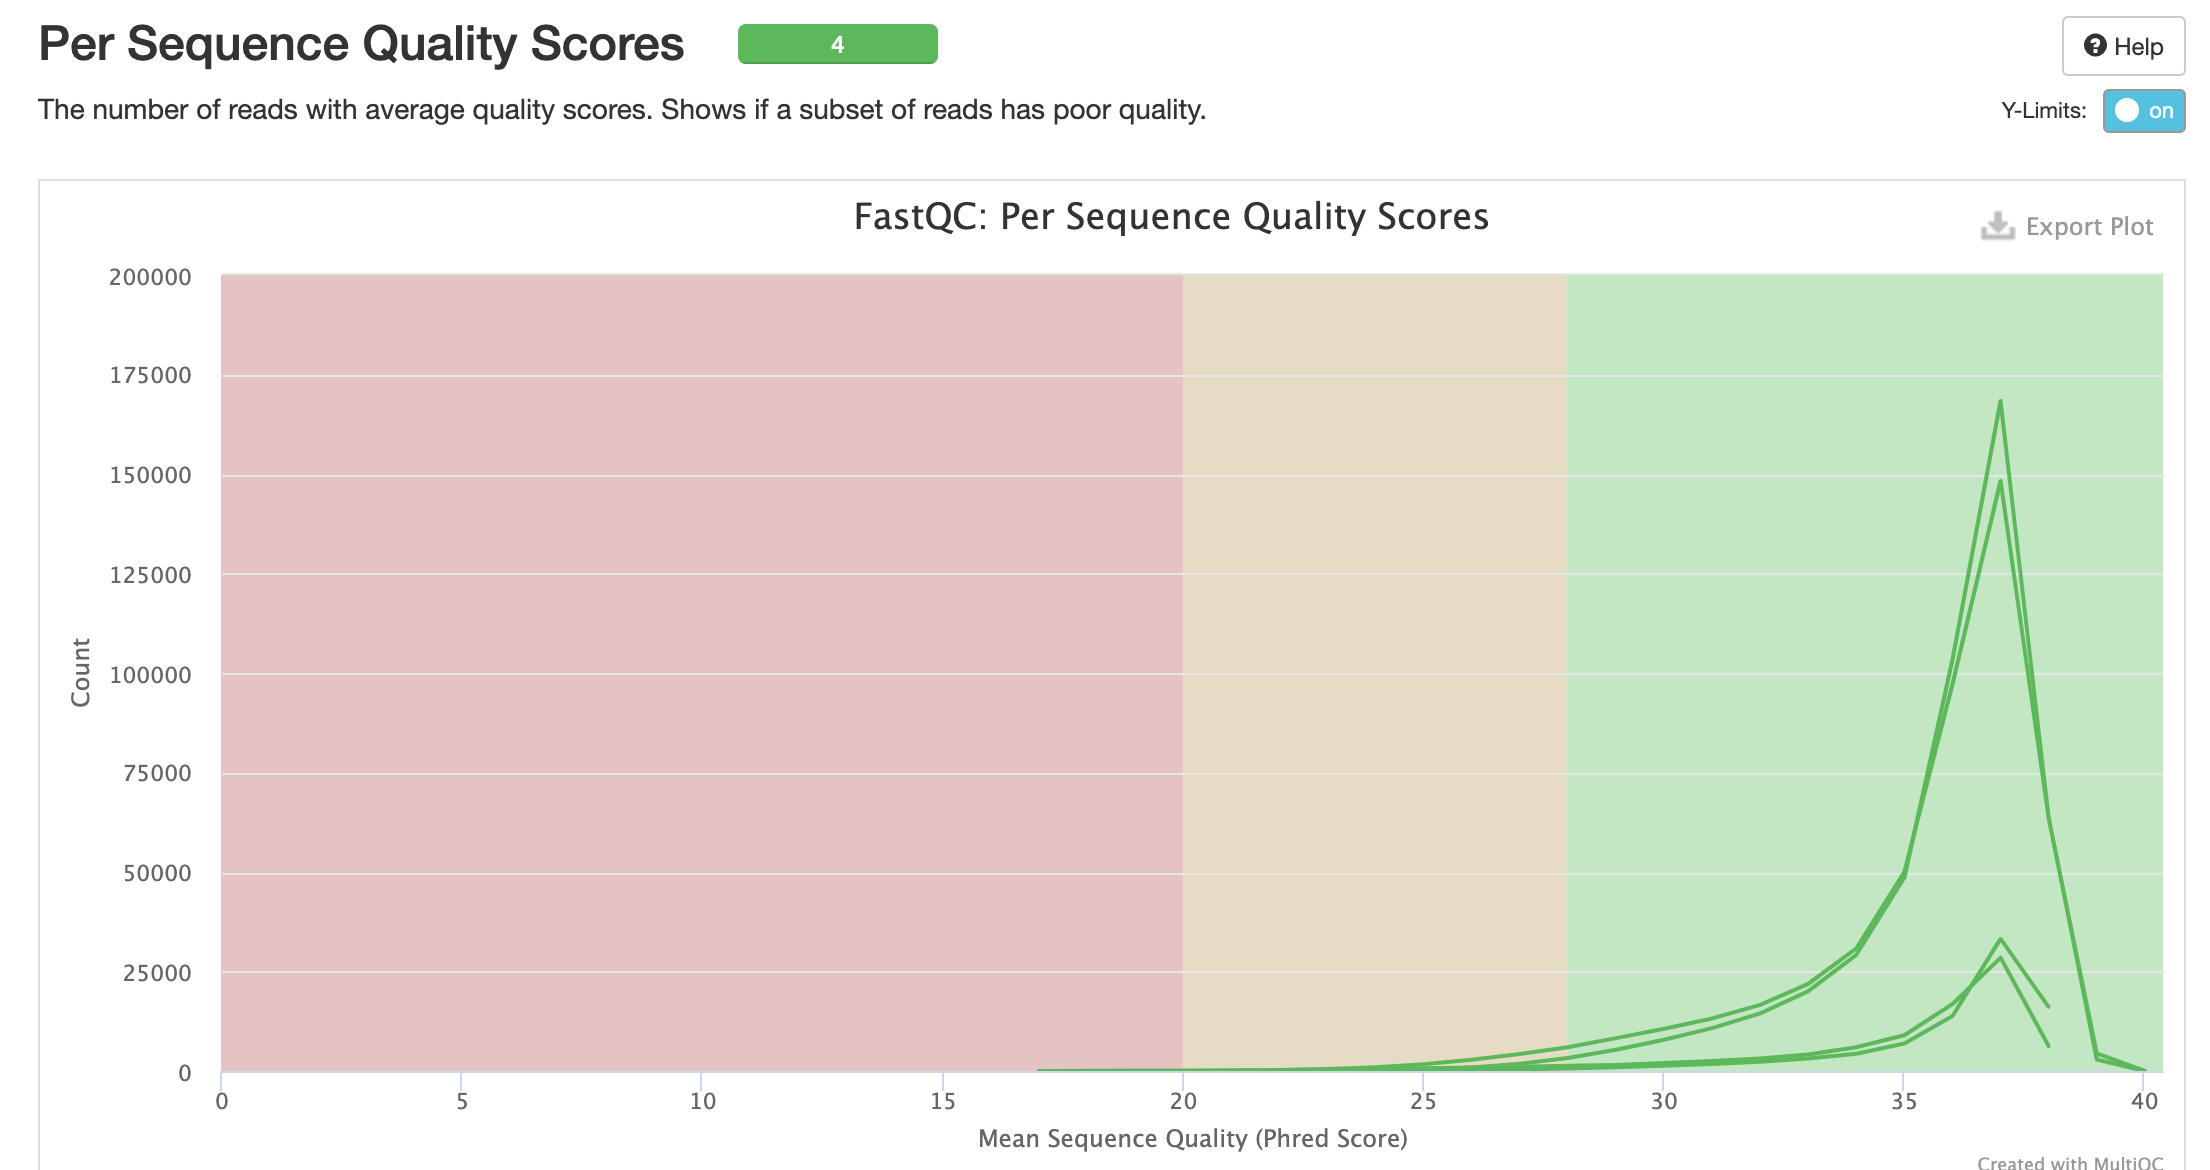 Per Sequence Quality Scores
4
Help
The number of reads with average quality scores. Shows if a subset of reads has poor quality.
Y-Limits: on
FastQC: Per Sequence Quality Scores
Export Plot
200000
175000
150000
125000
100000
75000
50000
25000
0
Count
0 5 10 15 20 25 30 35 40
Mean Sequence Quality (Phred Score)
Created with MultiQC